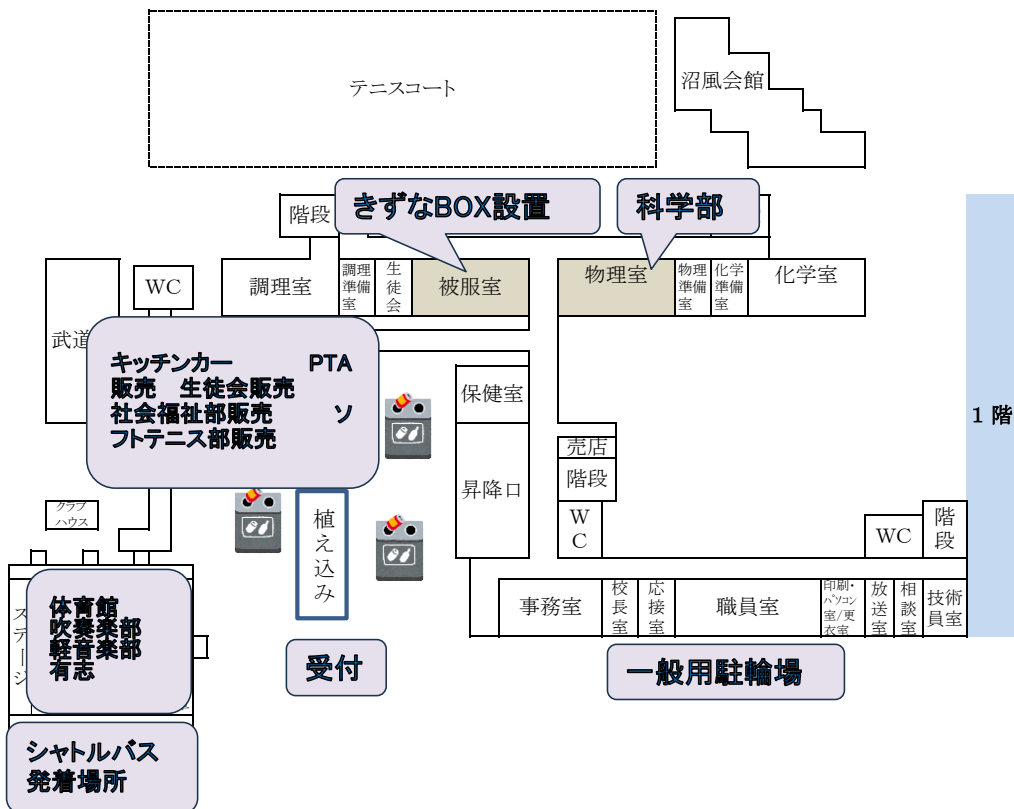 テニスコート
沼風会館
階段
きずなBOX設置
科学部
WC
調理室
調理準備室
生徒会
被服室
物理室
物理準備室
化学準備室
化学室
武道
キッチンカー PTA
販売 生徒会販売
社会福祉部販売 ソ
フトテニス部販売
保健室
1階
売店
階段
昇降口
クラブハウス
植え込み
WC
WC
階段
事務室
校長室
応接室
職員室
印刷・パソコン室/更衣室
放送室
相談室
技術員室
ステージ
体育館
吹奏楽部
軽音楽部
有志
受付
一般用駐輪場
シャトルバス
発着場所